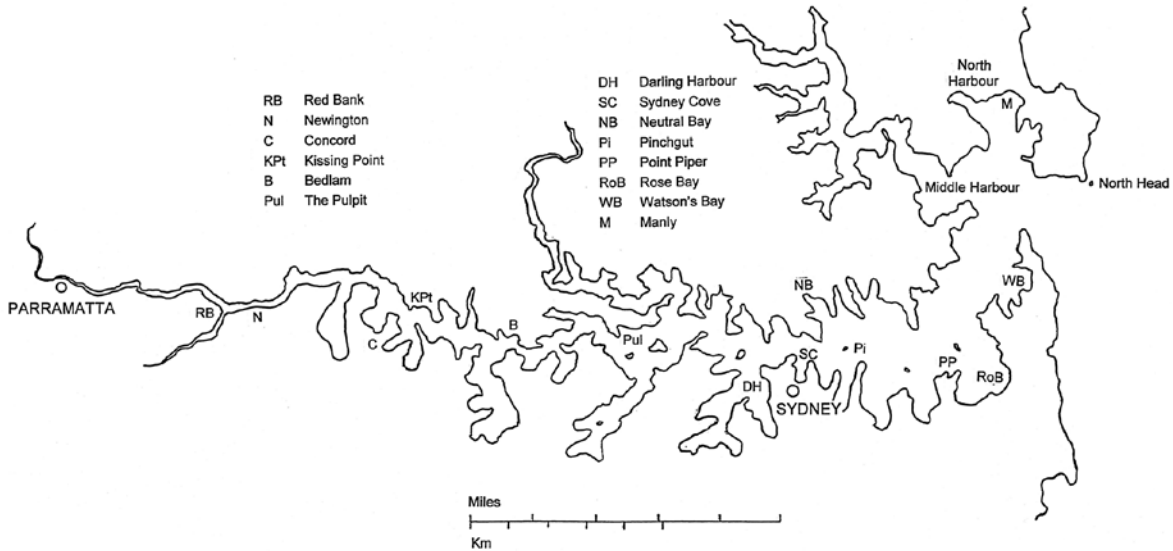 RB Red Bank
N Newington
C Concord
KPt Kissing Point
B Bedlam
Pul The Pulpit
DH Darling Harbour
SC Sydney Cove
NB Neutral Bay
Pi Pinchgut
PP Point Piper
RoB Rose Bay
WB Watson's Bay
M Manly
North
Harbour
M
Middle Harbour
North Head
PARRAMATTA
RB
N
C
KPt
B
Pul
NB
WB
SC
Pi
PP
RoB
DH
SYDNEY
Miles
Km